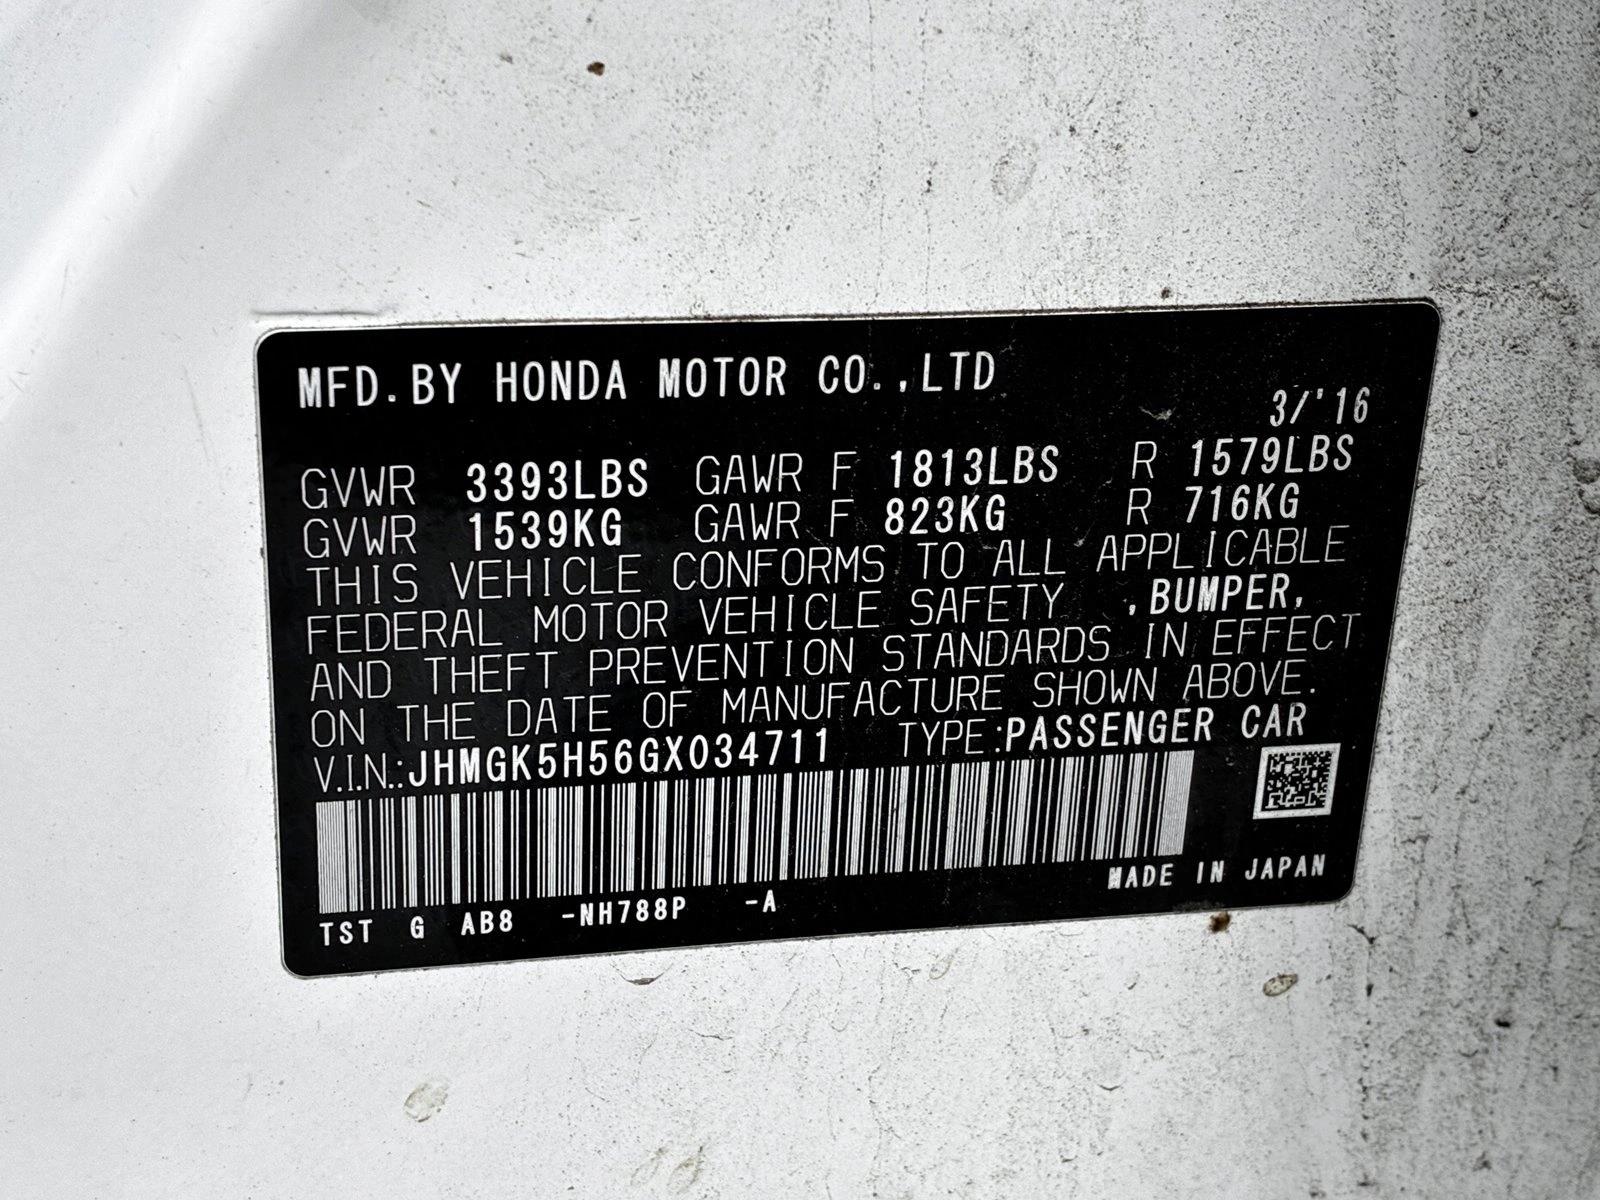 MFD.BY HONDA MOTOR CO.,LTD
3/'16
GVWR 3393LBS GAWR F 1813LBS R 1579LBS
GVWR 1539KG GAWR F 823KG R 716KG
THIS VEHICLE CONFORMS TO ALL APPLICABLE
FEDERAL MOTOR VEHICLE SAFETY ,BUMPER,
AND THEFT PREVENTION STANDARDS IN EFFECT
ON THE DATE OF MANUFACTURE SHOWN ABOVE.
V.I.N.:JHMGK5H56GX034711 TYPE:PASSENGER CAR
MADE IN JAPAN
TST G AB8 -NH788P -A